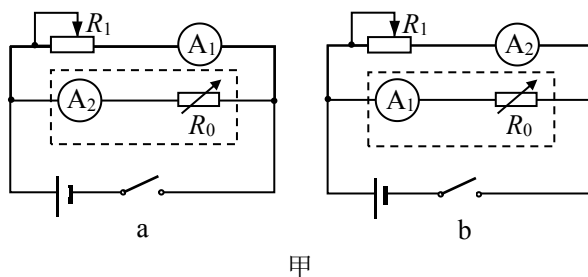 R₁ A₁ R₁ A₂
A₂ R₀ A₁ R₀
a b
甲